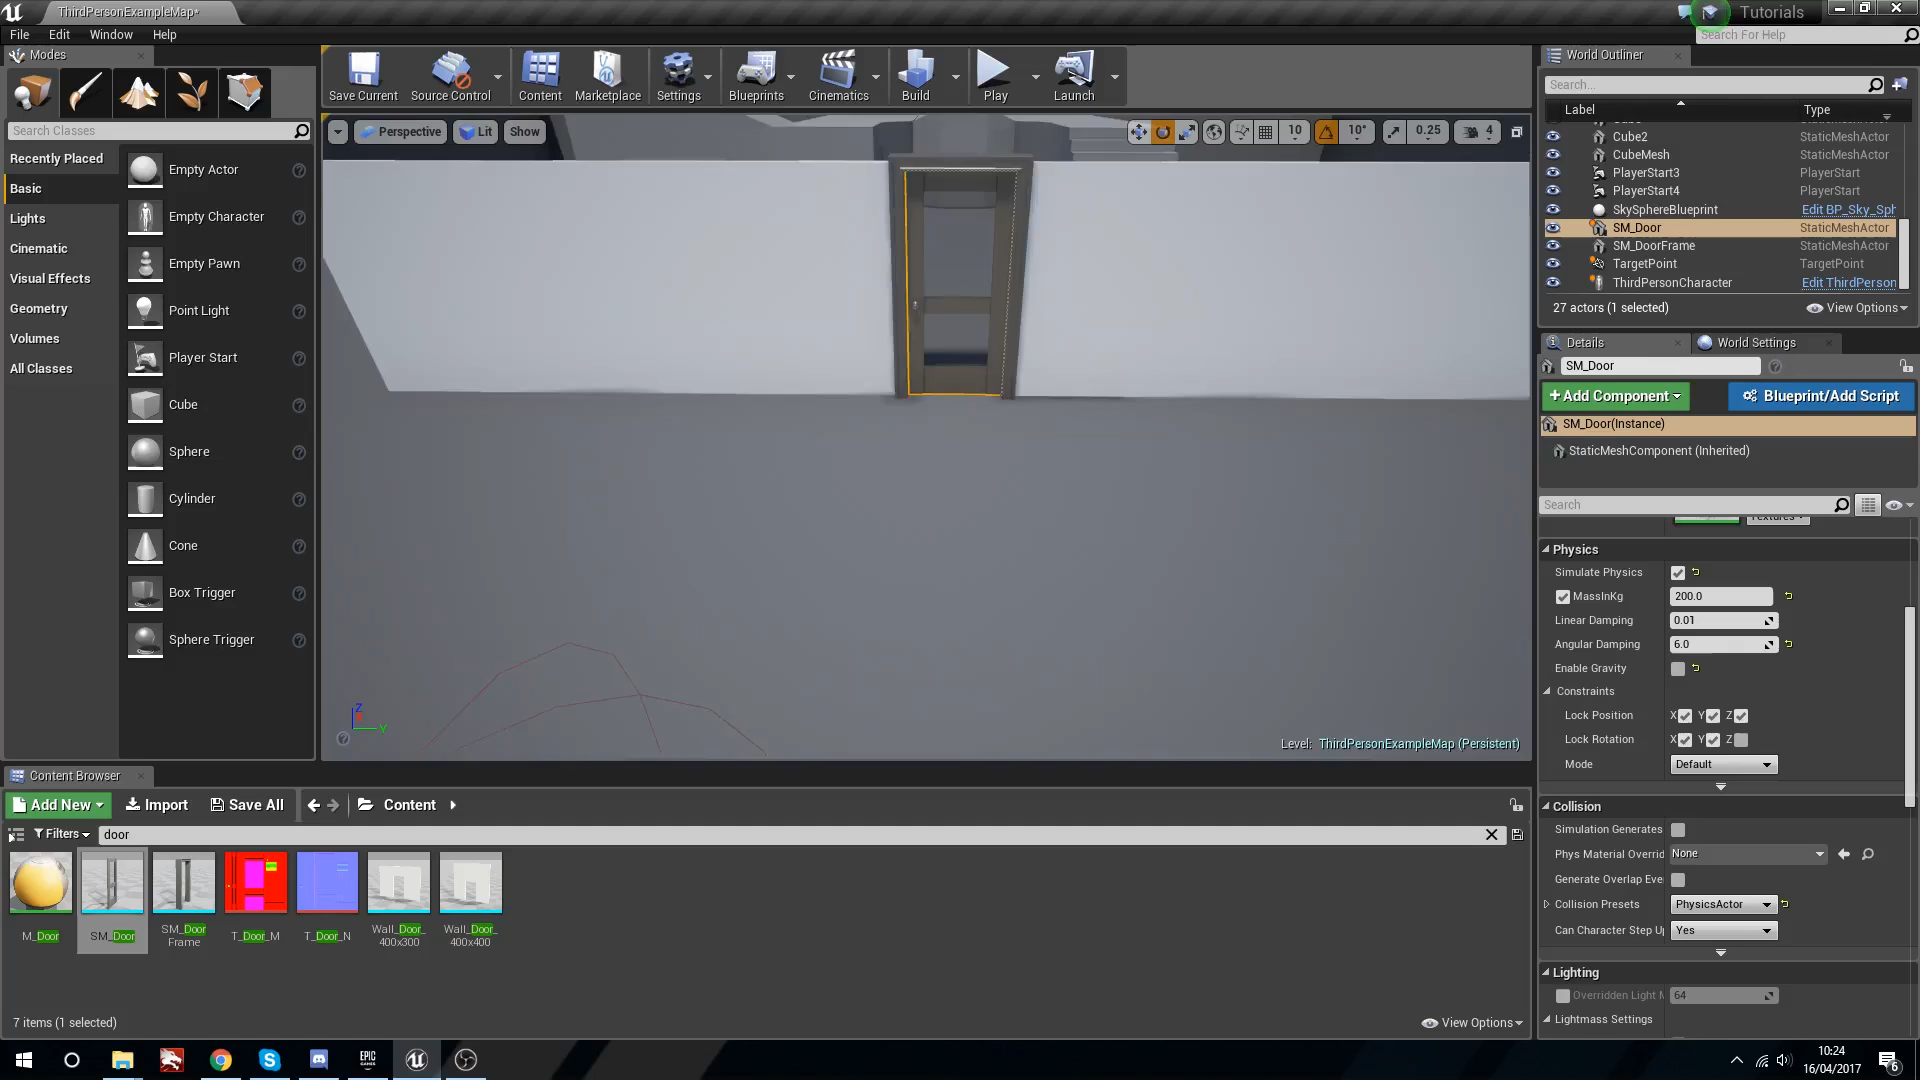 ThirdPersonExampleMap*
Tutorials
File Edit Window Help
Search For Help
Modes
Search Classes
Recently Placed
Basic
Lights
Cinematic
Visual Effects
Geometry
Volumes
All Classes
Empty Actor
Empty Character
Empty Pawn
Point Light
Player Start
Cube
Sphere
Cylinder
Cone
Box Trigger
Sphere Trigger
Save Current
Source Control
Content
Marketplace
Settings
Blueprints
Cinematics
Build
Play
Launch
Perspective Lit Show
10 10° 0.25 4
Z
Y
Level: ThirdPersonExampleMap (Persistent)
World Outliner
Search...
Label Type
Cube2 StaticMeshActor
CubeMesh StaticMeshActor
PlayerStart3 PlayerStart
PlayerStart4 PlayerStart
SkySphereBlueprint Edit BP_Sky_Sph
SM_Door StaticMeshActor
SM_DoorFrame StaticMeshActor
TargetPoint TargetPoint
ThirdPersonCharacter Edit ThirdPerson
27 actors (1 selected) View Options
Details World Settings
SM_Door
+Add Component Blueprint/Add Script
SM_Door(Instance)
StaticMeshComponent (Inherited)
Search
Textures
Physics
Simulate Physics
MassInKg 200.0
Linear Damping 0.01
Angular Damping 6.0
Enable Gravity
Constraints
Lock Position X Y Z
Lock Rotation X Y Z
Mode Default
Collision
Simulation Generates
Phys Material Overrid None
Generate Overlap Eve
Collision Presets PhysicsActor
Can Character Step U Yes
Lighting
Overridden Light M 64
Lightmass Settings
Content Browser
Add New Import Save All Content
Filters door
M_Door
SM_Door
SM_Door
Frame
T_Door_M
T_Door_N
Wall_Door_
400x300
Wall_Door_
400x400
7 items (1 selected) View Options
EPIC
GAMES
10:24
16/04/2017
6